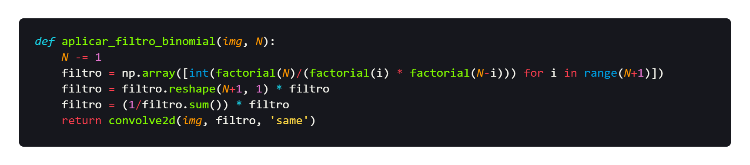 def aplicar_filtro_binomial(img, N):
    N -= 1
    filtro = np.array([int(factorial(N)/(factorial(i) * factorial(N-i))) for i in range(N+1)])
    filtro = filtro.reshape(N+1, 1) * filtro
    filtro = (1/filtro.sum()) * filtro
    return convolve2d(img, filtro, 'same')